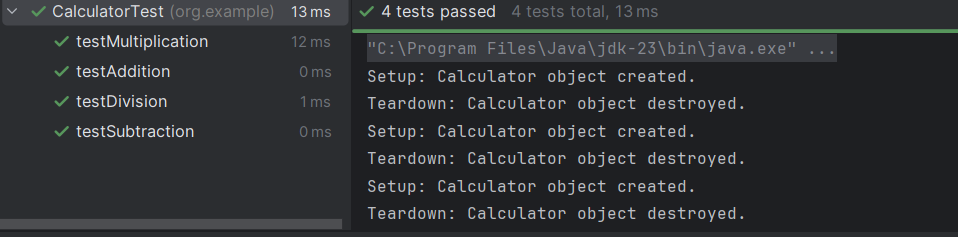 CalculatorTest (org.example) 13 ms
testMultiplication 12 ms
testAddition 0 ms
testDivision 1 ms
testSubtraction 0 ms
4 tests passed 4 tests total, 13 ms
"C:\Program Files\Java\jdk-23\bin\java.exe" ...
Setup: Calculator object created.
Teardown: Calculator object destroyed.
Setup: Calculator object created.
Teardown: Calculator object destroyed.
Setup: Calculator object created.
Teardown: Calculator object destroyed.